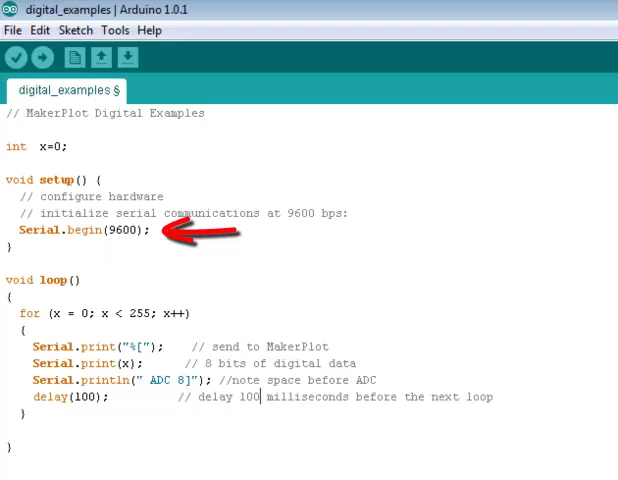 digital_examples | Arduino 1.0.1
File Edit Sketch Tools Help
digital_examples §
// MakerPlot Digital Examples
int  x=0;
void setup() {
  // configure hardware
  // initialize serial communications at 9600 bps:
  Serial.begin(9600);
}
void loop()
{
  for (x = 0; x < 255; x++)
  {
    Serial.print("%[");    // send to MakerPlot
    Serial.print(x);      // 8 bits of digital data
    Serial.println(" ADC 8]"); //note space before ADC
    delay(100);          // delay 100 milliseconds before the next loop
  }
}